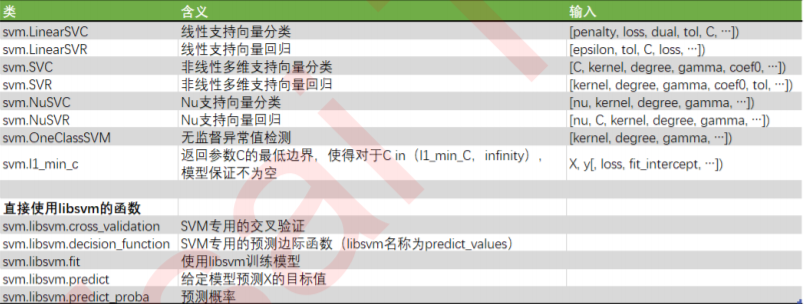 类 含义 输入
svm.LinearSVC 线性支持向量分类 [penalty, loss, dual, tol, C, …])
svm.LinearSVR 线性支持向量回归 [epsilon, tol, C, loss, …])
svm.SVC 非线性多维支持向量分类 [C, kernel, degree, gamma, coef0, …])
svm.SVR 非线性多维支持向量回归 [kernel, degree, gamma, coef0, tol, …])
svm.NuSVC Nu支持向量分类 [nu, kernel, degree, gamma, …])
svm.NuSVR Nu支持向量回归 [nu, C, kernel, degree, gamma, …])
svm.OneClassSVM 无监督异常值检测 [kernel, degree, gamma, …])
svm.l1_min_c 返回参数C的最低边界，使得对于C in（l1_min_C，infinity），
模型保证不为空 X, y[, loss, fit_intercept, …])
直接使用libsvm的函数
svm.libsvm.cross_validation SVM专用的交叉验证
svm.libsvm.decision_function SVM专用的预测边际函数（libsvm名称为predict_values）
svm.libsvm.fit 使用libsvm训练模型
svm.libsvm.predict 给定模型预测X的目标值
svm.libsvm.predict_proba 预测概率